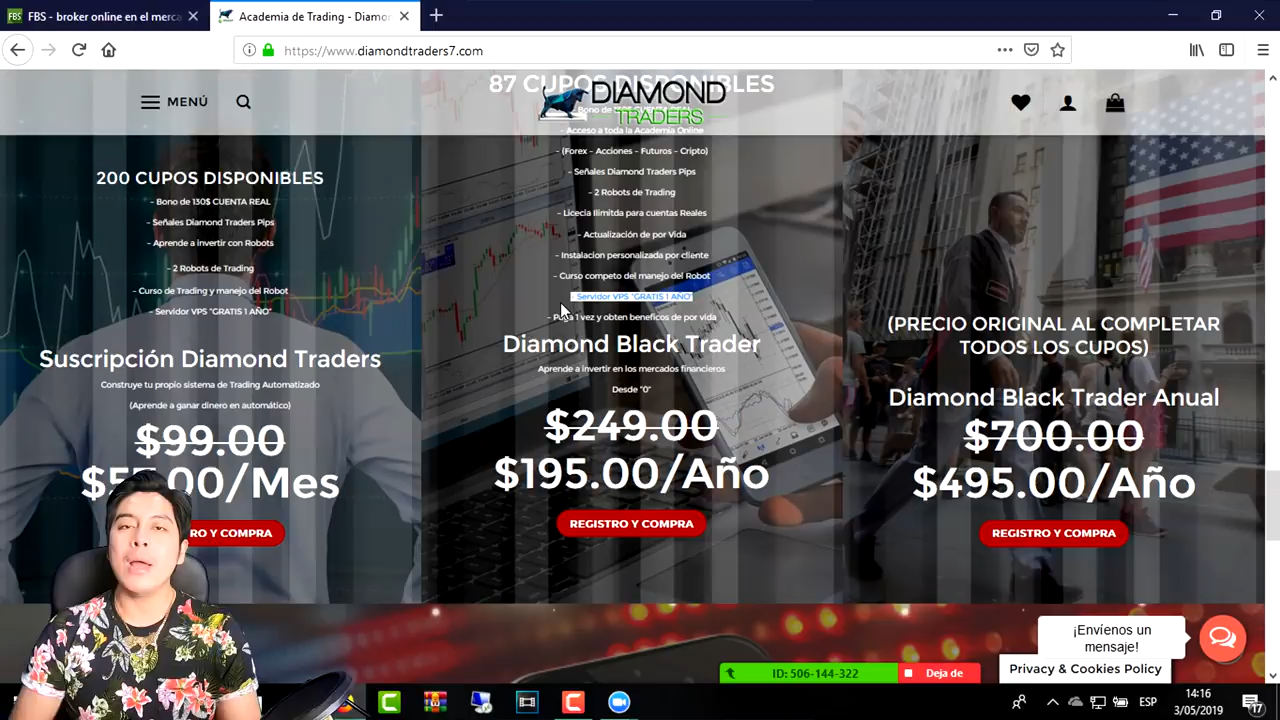 FBS - broker online en el merca
Academia de Trading - Diamon
https://www.diamondtraders7.com
MENÚ
DIAMOND
TRADERS
87 CUPOS DISPONIBLES
- Acceso a toda la Academia Online
- (Forex - Acciones - Futuros - Cripto)
- Señales Diamond Traders Pips
- 2 Robots de Trading
- Licecia Ilimitda para cuentas Reales
- Actualización de por Vida
- Instalacion personalizada por cliente
- Curso competo del manejo del Robot
- Servidor VPS "GRATIS 1 AÑO"
1 vez y obten beneficos de por vida
Diamond Black Trader
Aprende a invertir en los mercados financieros
Desde "0"
$249.00
$195.00/Año
REGISTRO Y COMPRA
200 CUPOS DISPONIBLES
- Bono de 130$ CUENTA REAL
- Señales Diamond Traders Pips
- Aprende a invertir con Robots
- 2 Robots de Trading
- Curso de Trading y manejo del Robot
- Servidor VPS "GRATIS 1 AÑO"
Suscripción Diamond Traders
Construye tu propio sistema de Trading Automatizado
(Aprende a ganar dinero en automático)
$99.00
.00/Mes
RO Y COMPRA
(PRECIO ORIGINAL AL COMPLETAR
TODOS LOS CUPOS)
Diamond Black Trader Anual
$700.00
$495.00/Año
REGISTRO Y COMPRA
¡Envíenos un
mensaje!
Privacy & Cookies Policy
ID: 506-144-322
Deja de
ESP
14:16
3/05/2019
17